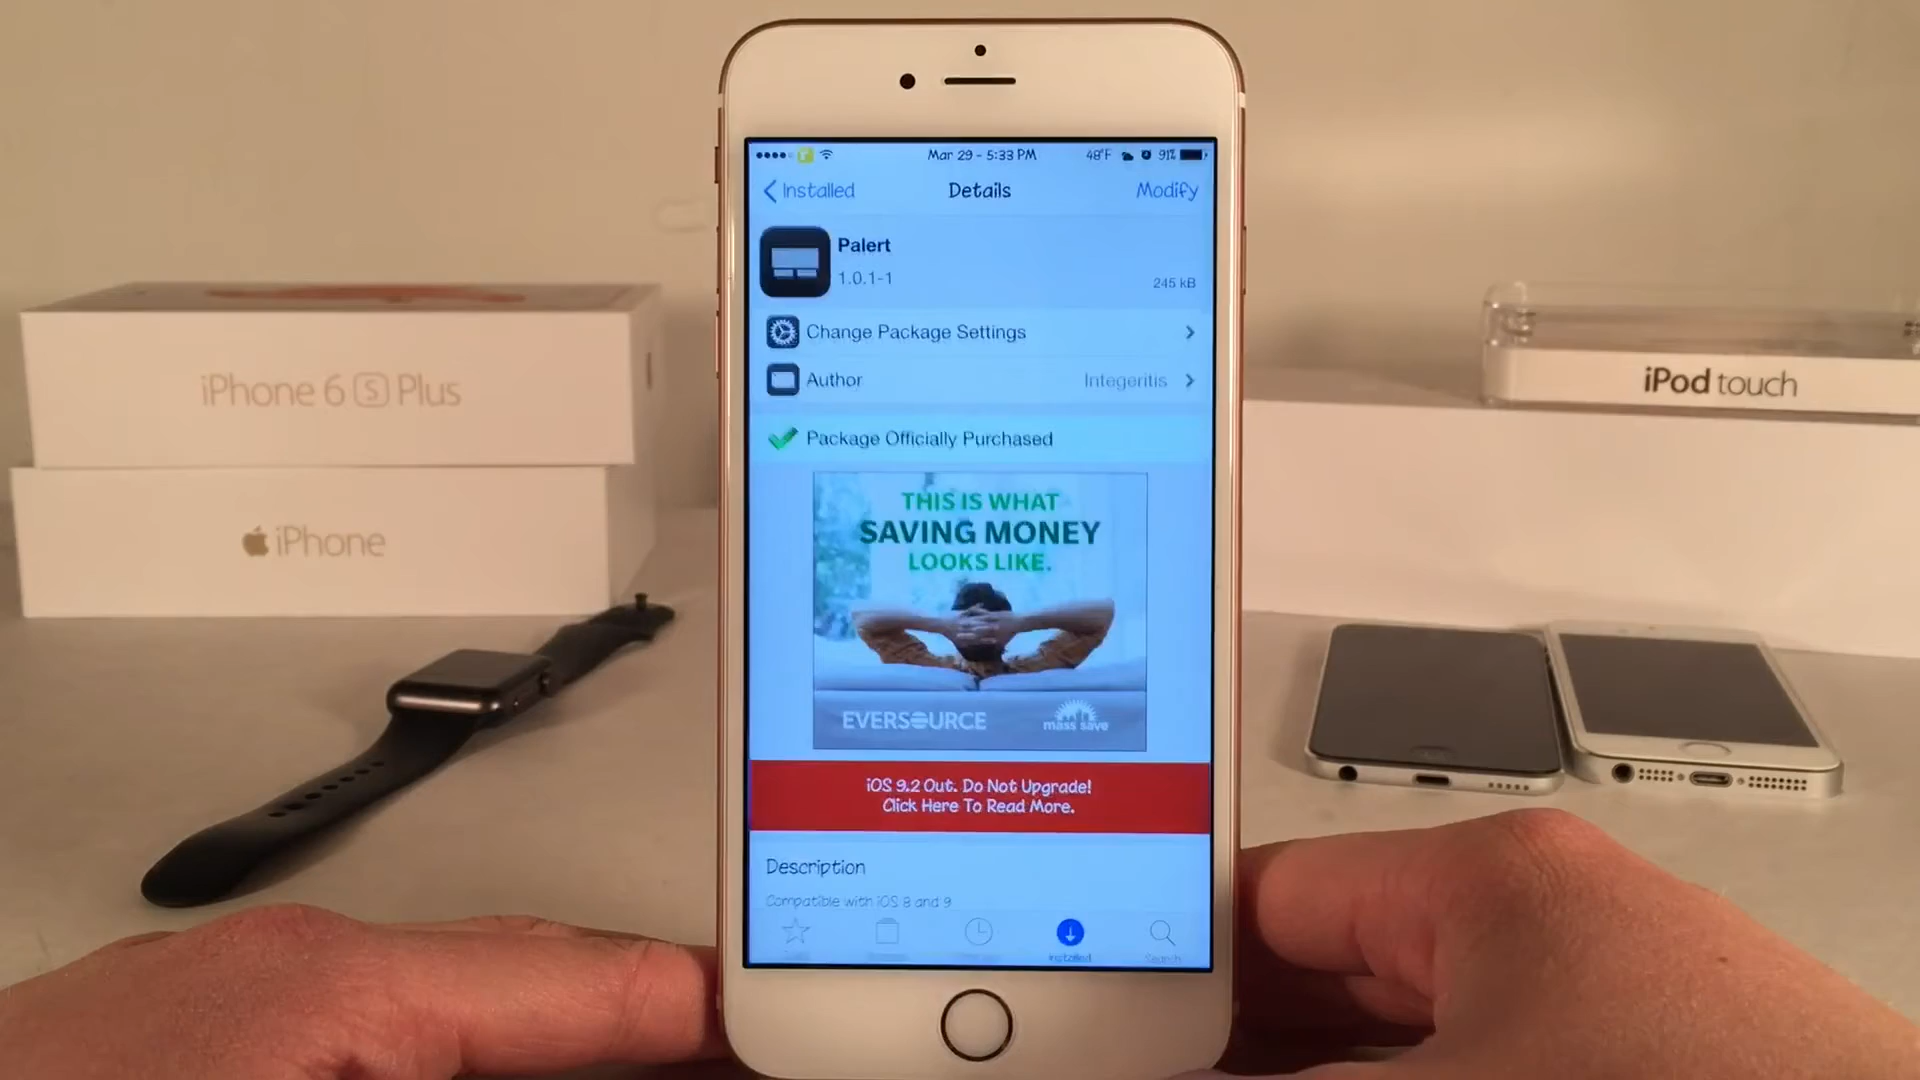 Mar 29 - 5:33 PM
48°F
91%
Installed
Details
Modify
Palert
1.0.1-1
245 kB
Change Package Settings
Author
Integeritis
Package Officially Purchased
THIS IS WHAT
SAVING MONEY
LOOKS LIKE.
EVERSOURCE
mass save
iOS 9.2 Out. Do Not Upgrade!
Click Here To Read More.
Description
Compatible with iOS 8 and 9
Installed
Search
iPhone 6 S Plus
iPhone
iPod touch